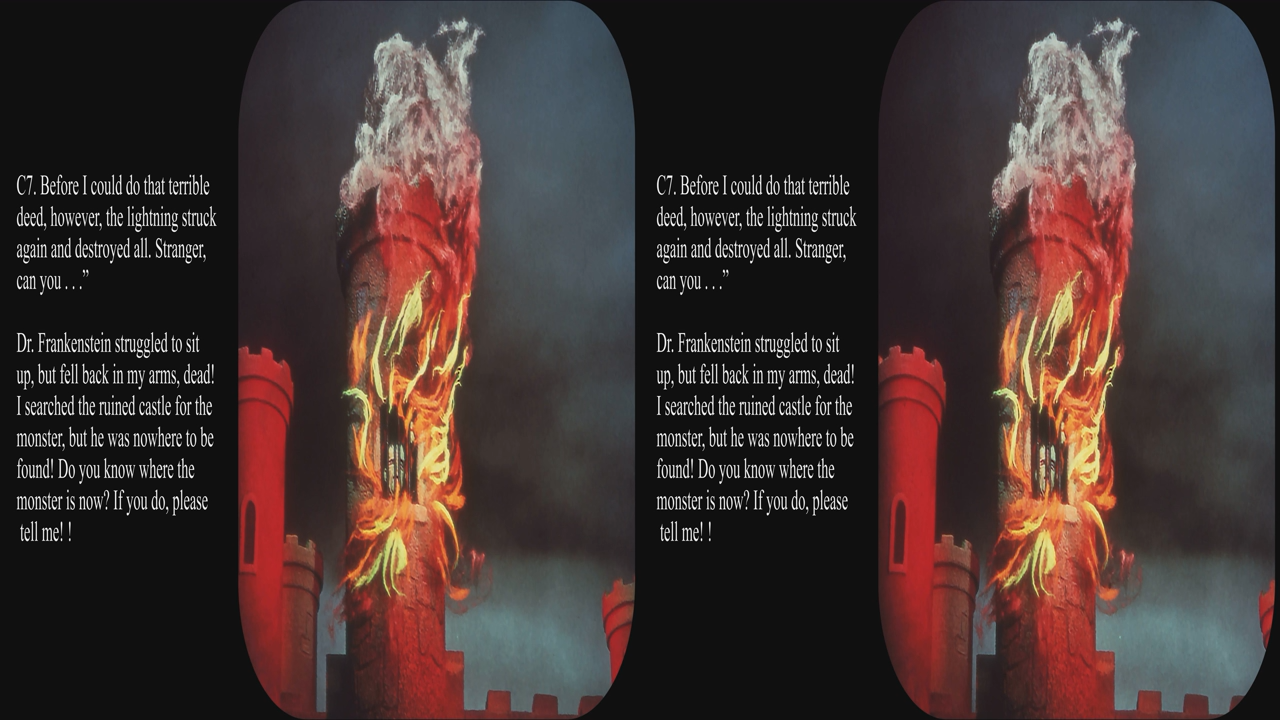 C7. Before I could do that terrible
deed, however, the lightning struck
again and destroyed all. Stranger,
can you . . .”
Dr. Frankenstein struggled to sit
up, but fell back in my arms, dead!
I searched the ruined castle for the
monster, but he was nowhere to be
found! Do you know where the
monster is now? If you do, please
tell me! !
C7. Before I could do that terrible
deed, however, the lightning struck
again and destroyed all. Stranger,
can you . . .”
Dr. Frankenstein struggled to sit
up, but fell back in my arms, dead!
I searched the ruined castle for the
monster, but he was nowhere to be
found! Do you know where the
monster is now? If you do, please
tell me! !